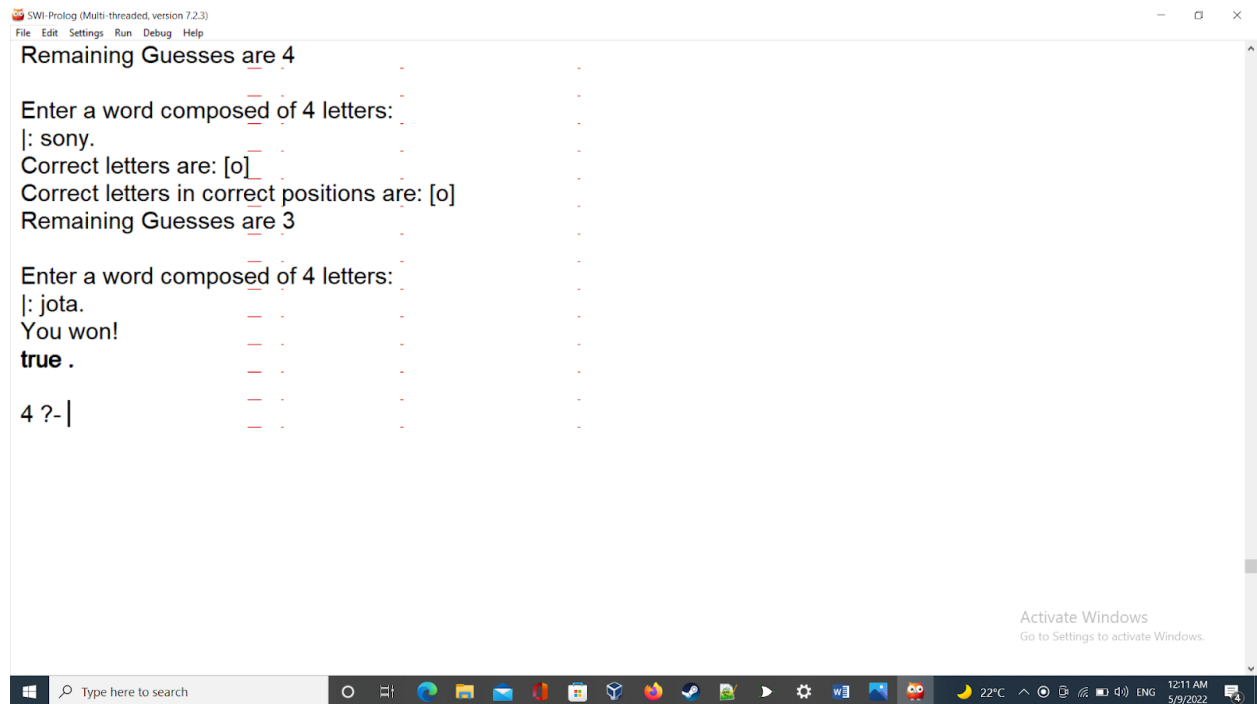 SWI-Prolog (Multi-threaded, version 7.2.3)
File Edit Settings Run Debug Help
Remaining Guesses are 4
Enter a word composed of 4 letters:
|: sony.
Correct letters are: [o]
Correct letters in correct positions are: [o]
Remaining Guesses are 3
Enter a word composed of 4 letters:
|: jota.
You won!
true .
4 ?-
Activate Windows
Go to Settings to activate Windows.
Type here to search
22°C
ENG
12:11 AM
5/9/2022
4